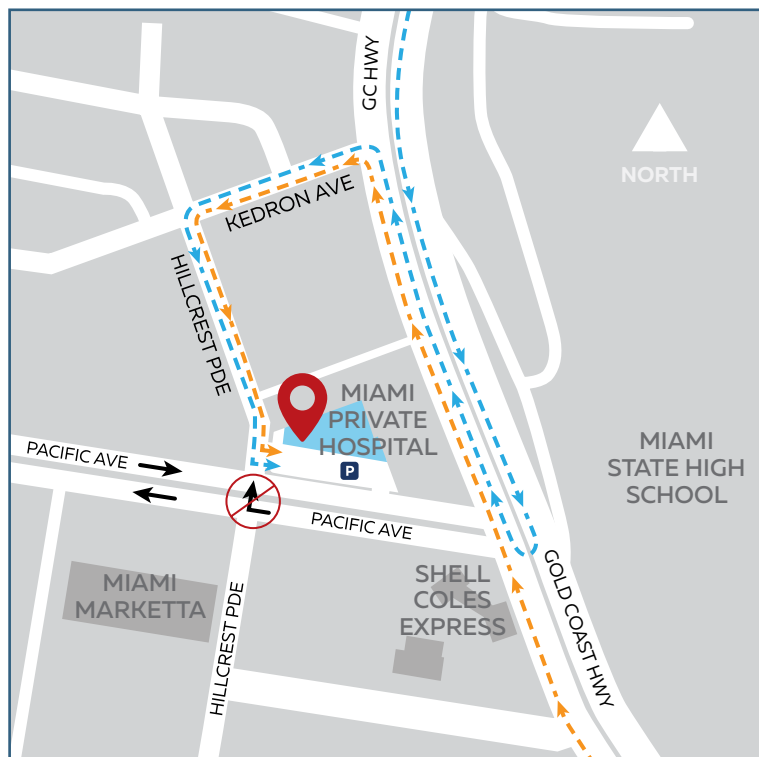 GC HWY
NORTH
KEDRON AVE
HILLCREST PDE
MIAMI
PRIVATE
HOSPITAL
P
MIAMI
STATE HIGH
SCHOOL
PACIFIC AVE
PACIFIC AVE
MIAMI
MARKETTA
SHELL
COLES
EXPRESS
GOLD COAST HWY
HILLCREST PDE